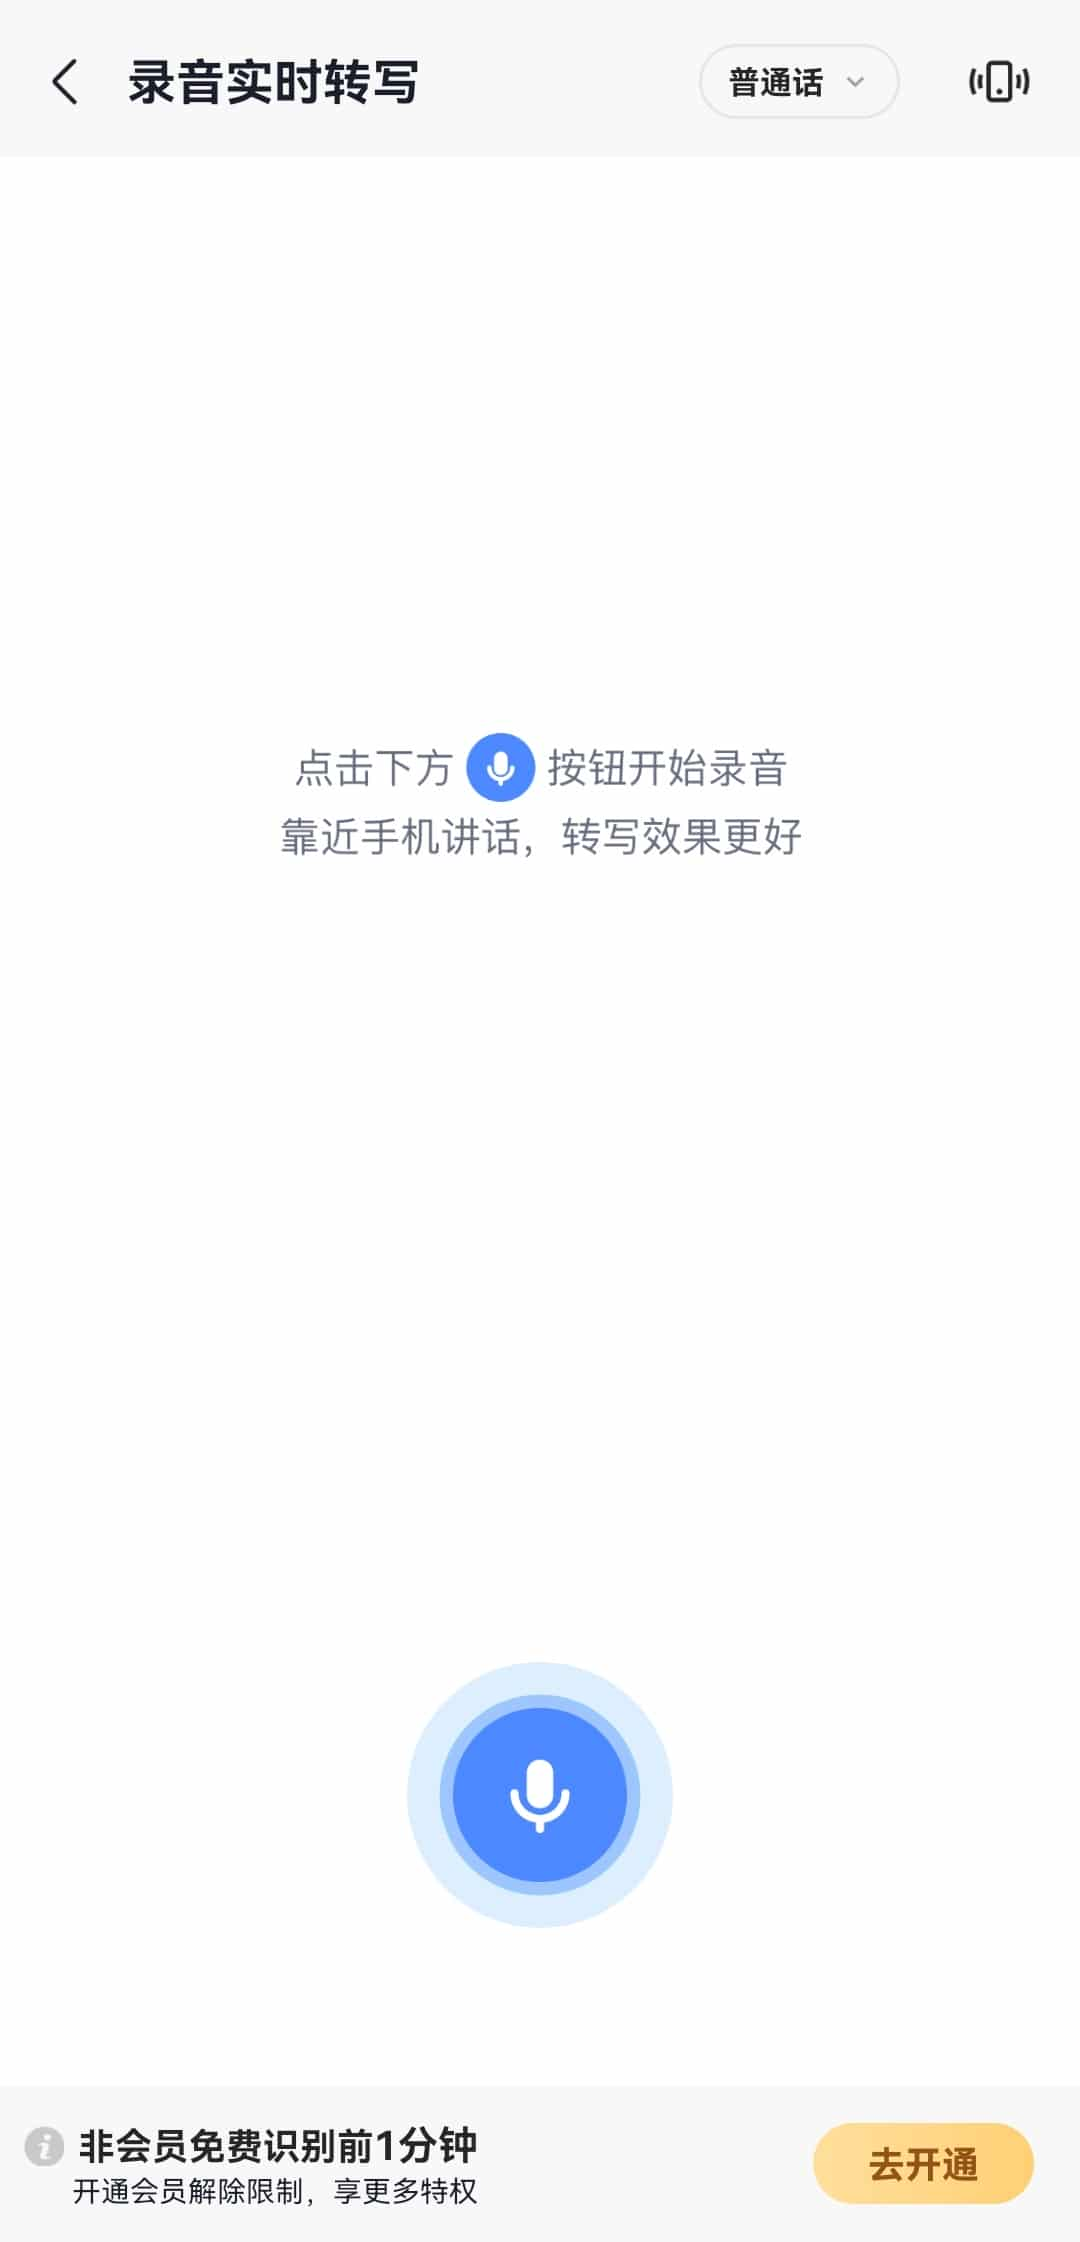 录音实时转写
普通话
点击下方 按钮开始录音
靠近手机讲话，转写效果更好
非会员免费识别前1分钟
开通会员解除限制，享更多特权
去开通